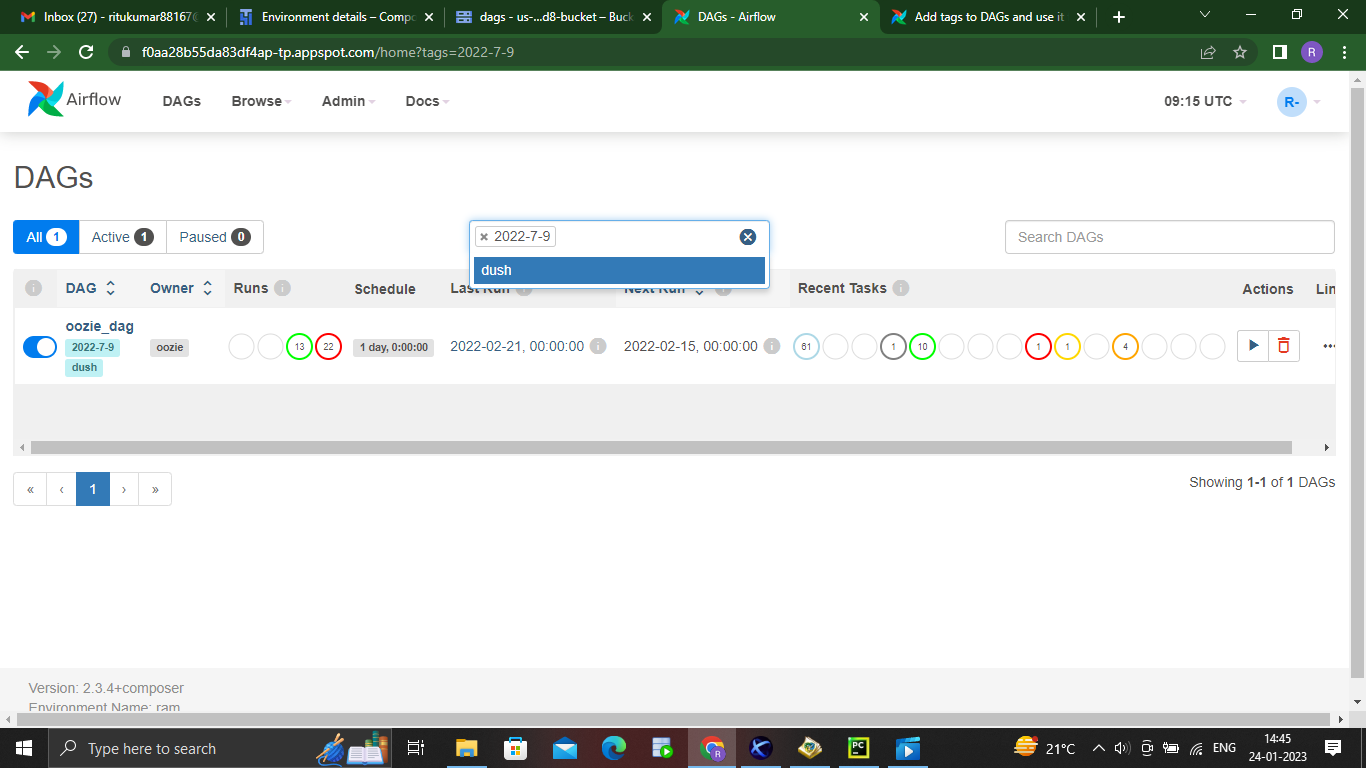 Inbox (27) - ritukumar88167@
Environment details – Compo
dags - us-...d8-bucket – Buck
DAGs - Airflow
Add tags to DAGs and use it
f0aa28b55da83df4ap-tp.appspot.com/home?tags=2022-7-9
R
Airflow
DAGs
Browse
Admin
Docs
09:15 UTC
R-
DAGs
All 1
Active 1
Paused 0
2022-7-9
dush
Search DAGs
DAG
Owner
Runs
Schedule
Last Run
Next Run
Recent Tasks
Actions
Lin
oozie_dag
2022-7-9
dush
oozie
13
22
1 day, 0:00:00
2022-02-21, 00:00:00
2022-02-15, 00:00:00
81
1
10
1
1
4
« ‹ 1 › »
Showing 1-1 of 1 DAGs
Version: 2.3.4+composer
Environment Name: ram
Type here to search
PC
21°C
ENG
14:45
24-01-2023